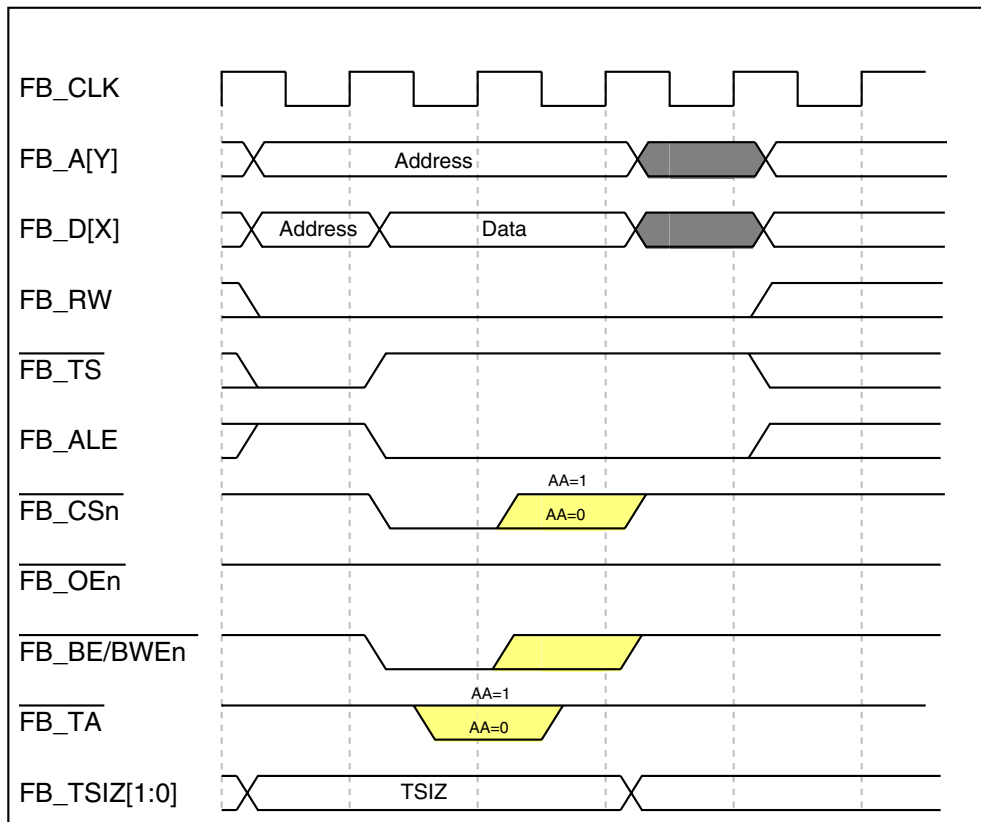 FB_CLK
FB_A[Y]
Address
FB_D[X]
Address
Data
FB_RW
FB_TS
FB_ALE
AA=1
FB_CSn
AA=0
FB_OEn
FB_BE/BWEn
AA=1
FB_TA
AA=0
FB_TSIZ[1:0]
TSIZ